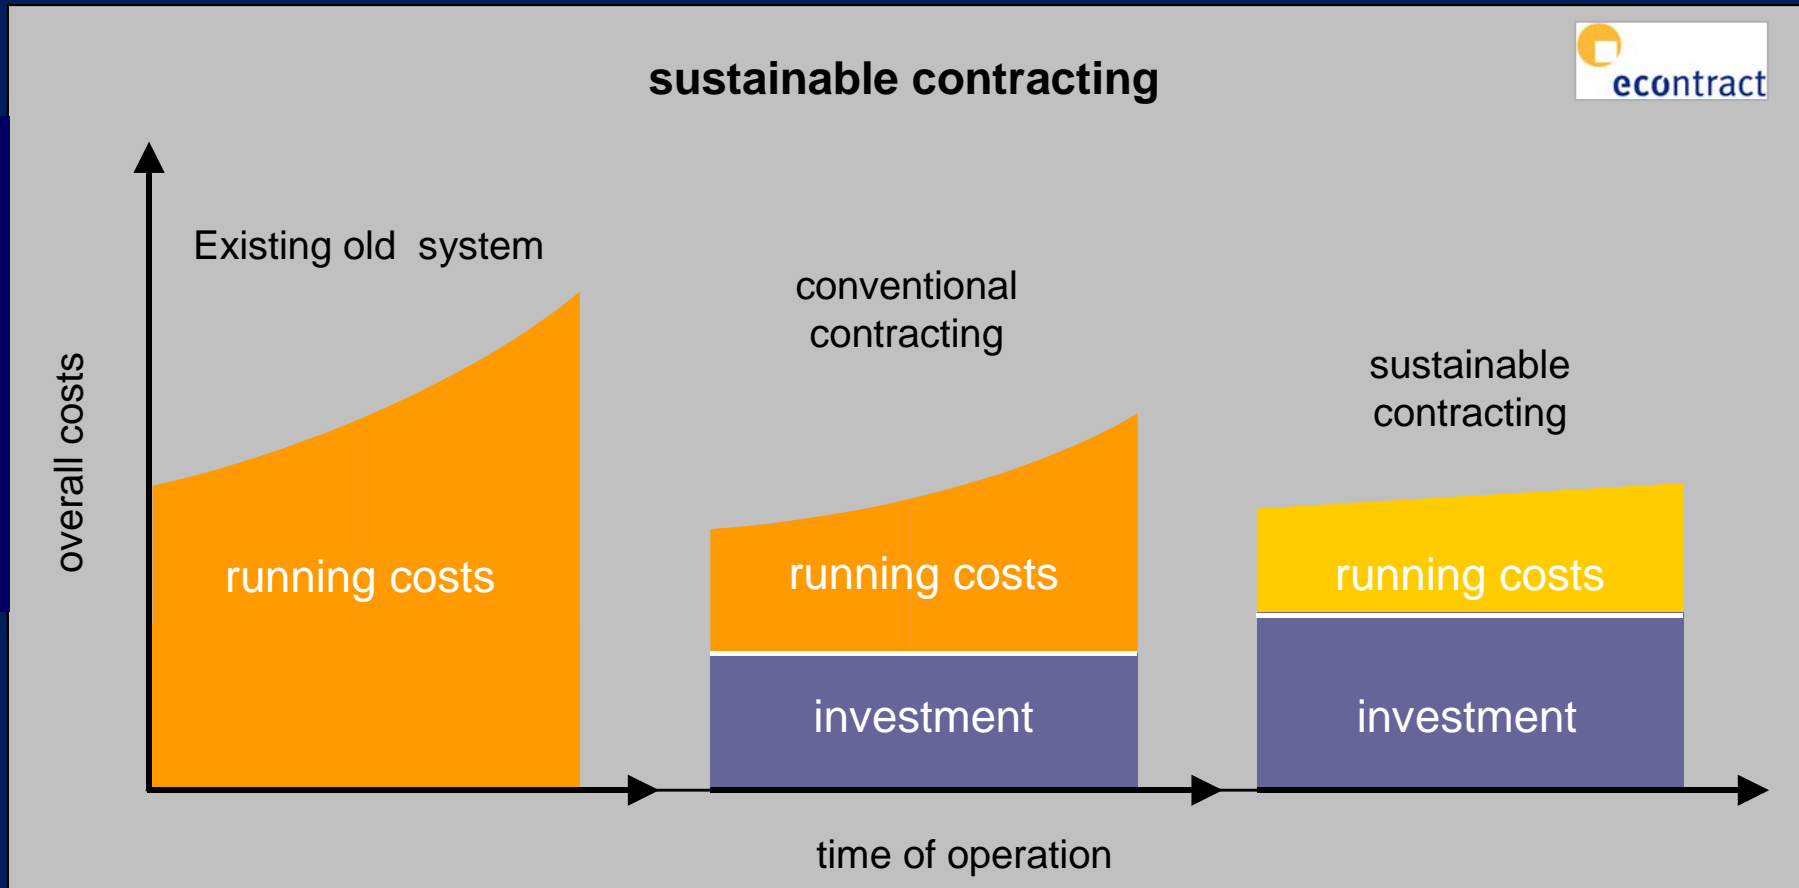 sustainable contracting
econtract
Existing old  system
conventional
contracting
sustainable
contracting
overall costs
running costs
running costs
running costs
investment
investment
time of operation